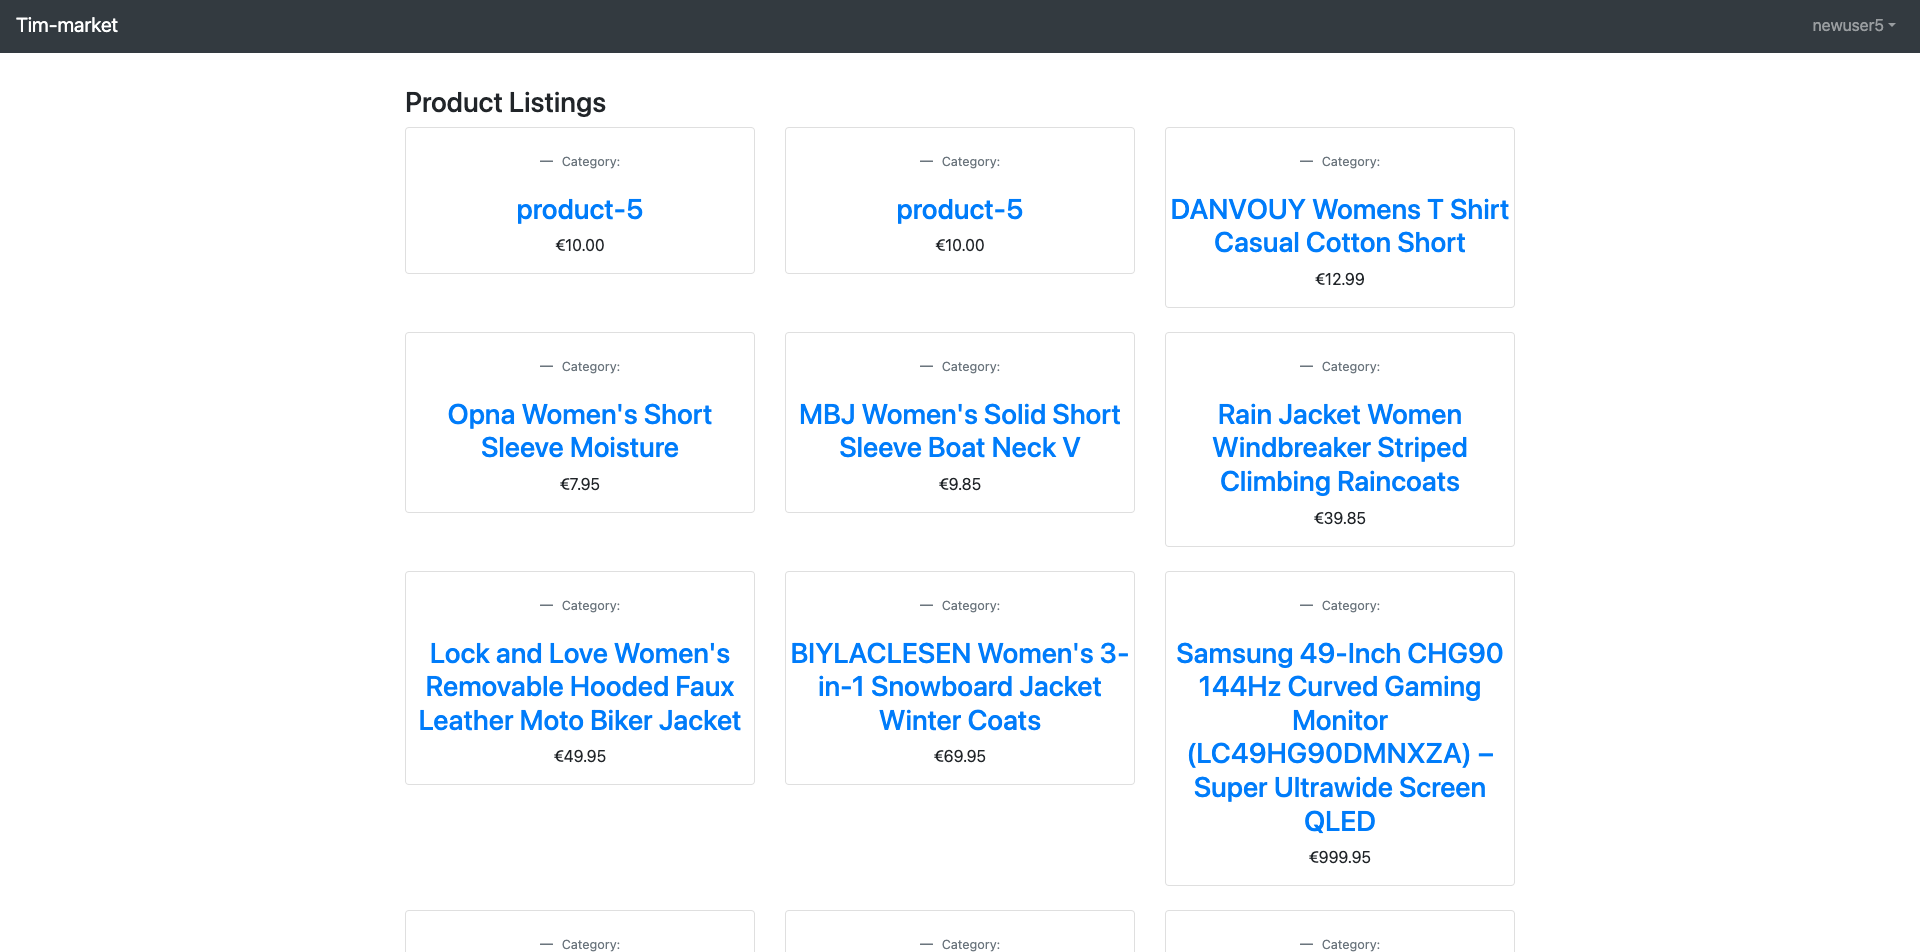 Tim-market
newuser5
Product Listings
— Category:
product-5
€10.00
— Category:
product-5
€10.00
— Category:
DANVOUY Womens T Shirt
Casual Cotton Short
€12.99
— Category:
Opna Women's Short
Sleeve Moisture
€7.95
— Category:
MBJ Women's Solid Short
Sleeve Boat Neck V
€9.85
— Category:
Rain Jacket Women
Windbreaker Striped
Climbing Raincoats
€39.85
— Category:
Lock and Love Women's
Removable Hooded Faux
Leather Moto Biker Jacket
€49.95
— Category:
BIYLACLESEN Women's 3-
in-1 Snowboard Jacket
Winter Coats
€69.95
— Category:
Samsung 49-Inch CHG90
144Hz Curved Gaming
Monitor
(LC49HG90DMNXZA) –
Super Ultrawide Screen
QLED
€999.95
— Category:
— Category:
— Category: